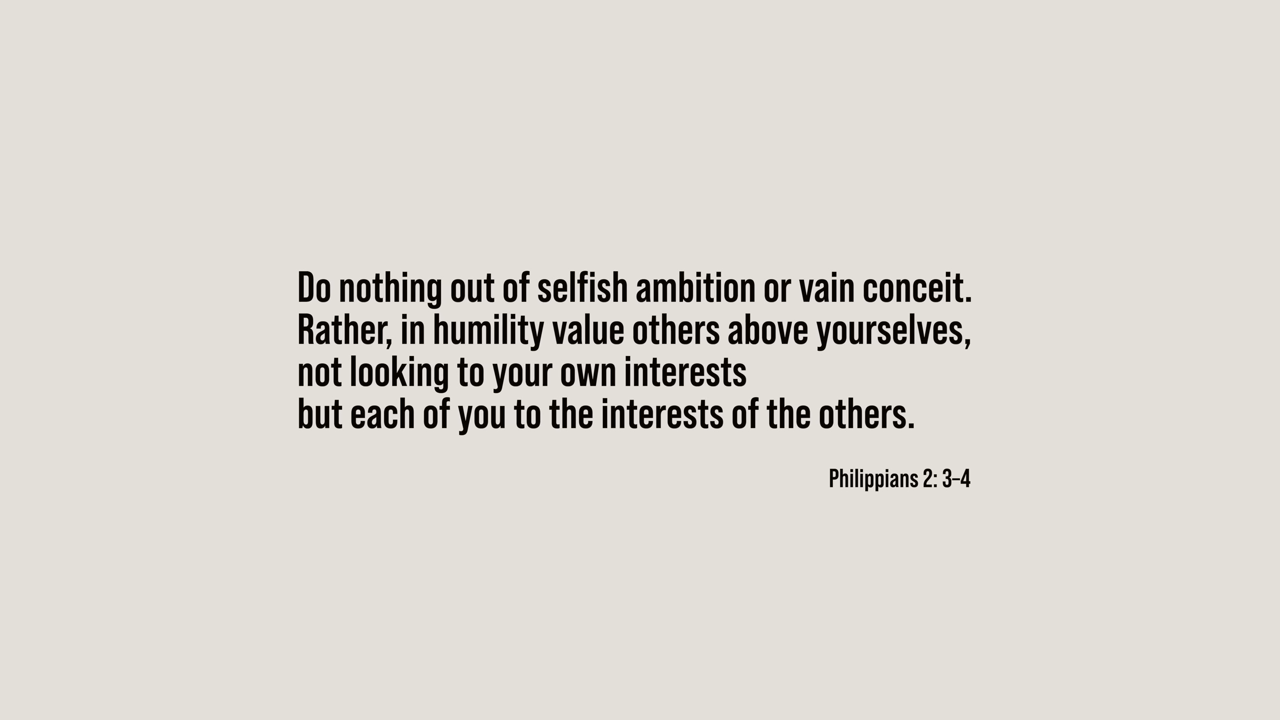 Do nothing out of selfish ambition or vain conceit.
Rather, in humility value others above yourselves,
not looking to your own interests
but each of you to the interests of the others.
Philippians 2: 3–4